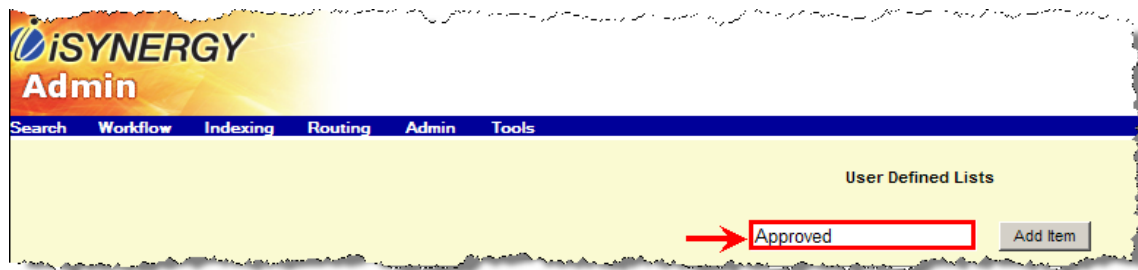 iSYNERGY
Admin
Search Workflow Indexing Routing Admin Tools
User Defined Lists
Approved Add Item